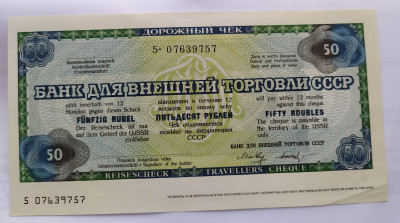 ДОРОЖНЫЙ ЧЕК
50
5- 07639757
50
БАНК ДЛЯ ВНЕШНЕЙ ТОРГОВЛИ СССР
zahlt innerhalb von 12
Monaten gegen diesen Scheck
FÜNFZIG RUBEL
Der Reisescheck ist nur
auf dem Gebiet der UdSSR
einlösbar
выплатит в течение 12
месяцев по этому чеку
ПЯТЬДЕСЯТ РУБЛЕЙ
Чек оплачивается
только на территории
СССР
will pay within 12 months
against this cheque
FIFTY ROUBLES
The cheque is payable in
the territory of the USSR
only
50
БАНК ДЛЯ ВНЕШНЕЙ ТОРГОВЛИ СССР
50
REISESCHECK
TRAVELLERS CHEQUE
5 07639757